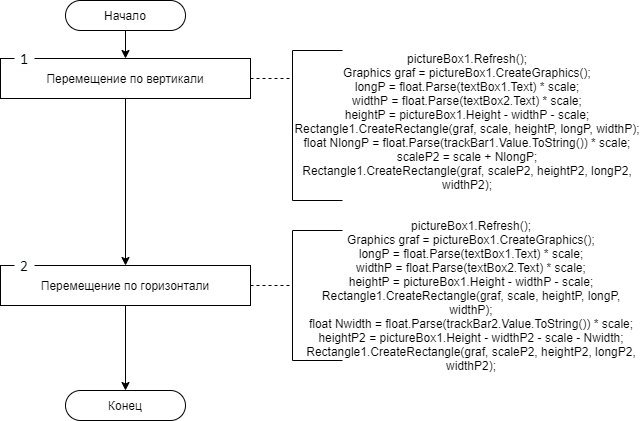 Начало
1
Перемещение по вертикали
pictureBox1.Refresh();
Graphics graf = pictureBox1.CreateGraphics();
longP = float.Parse(textBox1.Text) * scale;
widthP = float.Parse(textBox2.Text) * scale;
heightP = pictureBox1.Height - widthP - scale;
Rectangle1.CreateRectangle(graf, scale, heightP, longP, widthP);
float NlongP = float.Parse(trackBar1.Value.ToString()) * scale;
scaleP2 = scale + NlongP;
Rectangle1.CreateRectangle(graf, scaleP2, heightP2, longP2,
widthP2);
2
Перемещение по горизонтали
pictureBox1.Refresh();
Graphics graf = pictureBox1.CreateGraphics();
longP = float.Parse(textBox1.Text) * scale;
widthP = float.Parse(textBox2.Text) * scale;
heightP = pictureBox1.Height - widthP - scale;
Rectangle1.CreateRectangle(graf, scale, heightP, longP,
widthP);
float Nwidth = float.Parse(trackBar2.Value.ToString()) * scale;
heightP2 = pictureBox1.Height - widthP2 - scale - Nwidth;
Rectangle1.CreateRectangle(graf, scaleP2, heightP2, longP2,
widthP2);
Конец